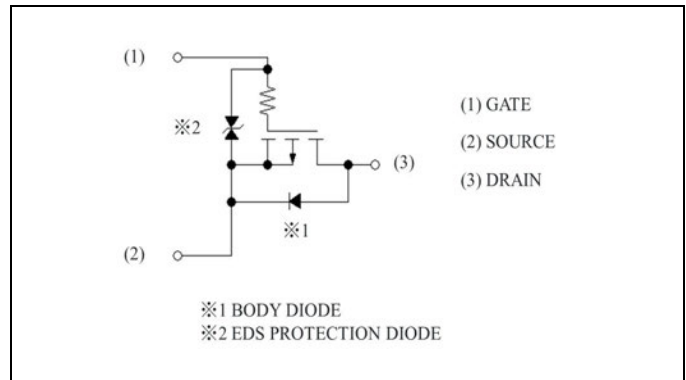 (1)
(1) GATE
※2
(2) SOURCE
(3)
(3) DRAIN
※1
(2)
※1 BODY DIODE
※2 EDS PROTECTION DIODE